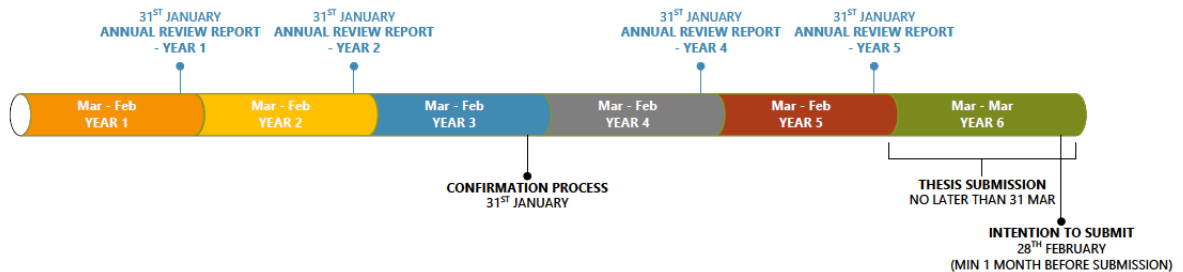 31ST JANUARY
ANNUAL REVIEW REPORT
- YEAR 1
31ST JANUARY
ANNUAL REVIEW REPORT
- YEAR 2
31ST JANUARY
ANNUAL REVIEW REPORT
- YEAR 4
31ST JANUARY
ANNUAL REVIEW REPORT
- YEAR 5
Mar - Feb
YEAR 1
Mar - Feb
YEAR 2
Mar - Feb
YEAR 3
Mar - Feb
YEAR 4
Mar - Feb
YEAR 5
Mar - Mar
YEAR 6
CONFIRMATION PROCESS
31ST JANUARY
THESIS SUBMISSION
NO LATER THAN 31 MAR
INTENTION TO SUBMIT
28TH FEBRUARY
(MIN 1 MONTH BEFORE SUBMISSION)